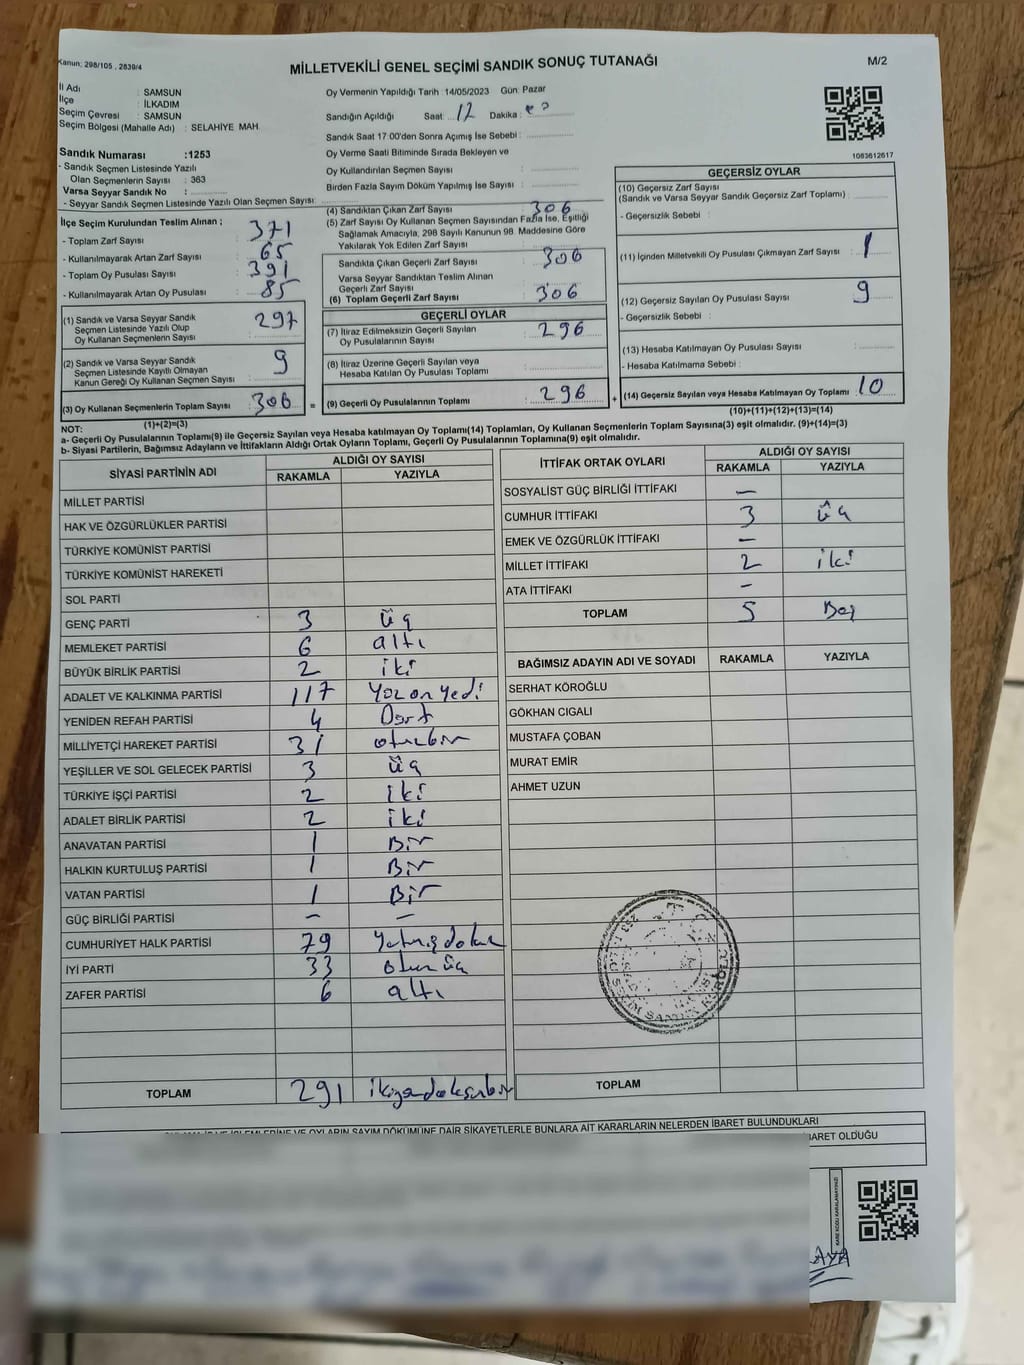 Kanun: 298/105 , 2839/4
MİLLETVEKİLİ GENEL SEÇİMİ SANDIK SONUÇ TUTANAĞI
M/2
İl Adı : SAMSUN
İlçe : İLKADIM
Seçim Çevresi : SAMSUN
Seçim Bölgesi (Mahalle Adı) : SELAHİYE MAH.
Sandık Numarası :1253
- Sandık Seçmen Listesinde Yazılı
Olan Seçmenlerin Sayısı : 363
Varsa Seyyar Sandık No :
- Seyyar Sandık Seçmen Listesinde Yazılı Olan Seçmen Sayısı :
Oy Vermenin Yapıldığı Tarih :14/05/2023 Gün: Pazar
Sandığın Açıldığı Saat: 17 Dakika :
Sandık Saat 17:00'den Sonra Açımış İse Sebebi :
Oy Verme Saati Bitiminde Sırada Bekleyen ve
Oy Kullandırılan Seçmen Sayısı :
Birden Fazla Sayım Döküm Yapılmış İse Sayısı :
1083612617
İlçe Seçim Kurulundan Teslim Alınan ;
- Toplam Zarf Sayısı : 371
- Kullanılmayarak Artan Zarf Sayısı : 65
- Toplam Oy Pusulası Sayısı : 391
- Kullanılmayarak Artan Oy Pusulası : 85
(1) Sandık ve Varsa Seyyar Sandık
Seçmen Listesinde Yazılı Olup
Oy Kullanan Seçmenlerin Sayısı : 297
(2) Sandık ve Varsa Seyyar Sandık
Seçmen Listesinde Kayıtlı Olmayan
Kanun Gereği Oy Kullanan Seçmen Sayısı : 9
(3) Oy Kullanan Seçmenlerin Toplam Sayısı : 306
(1)+(2)=(3)
(4) Sandıktan Çıkan Zarf Sayısı : 306
(5) Zarf Sayısı Oy Kullanan Seçmen Sayısından Fazla İse, Eşitliği
Sağlamak Amacıyla, 298 Sayılı Kanunun 98. Maddesine Göre
Yakılarak Yok Edilen Zarf Sayısı :
Sandıkta Çıkan Geçerli Zarf Sayısı : 306
Varsa Seyyar Sandıktan Teslim Alınan
Geçerli Zarf Sayısı :
(6) Toplam Geçerli Zarf Sayısı : 306
GEÇERLİ OYLAR
(7) İtiraz Edilmeksizin Geçerli Sayılan
Oy Pusulalarının Sayısı : 296
(8) İtiraz Üzerine Geçerli Sayılan veya
Hesaba Katılan Oy Pusulası Toplamı :
= (9) Geçerli Oy Pusulalarının Toplamı : 296
GEÇERSİZ OYLAR
(10) Geçersiz Zarf Sayısı
(Sandık ve Varsa Seyyar Sandık Geçersiz Zarf Toplamı) :
- Geçersizlik Sebebi :
(11) İçinden Milletvekili Oy Pusulası Çıkmayan Zarf Sayısı : 1
(12) Geçersiz Sayılan Oy Pusulası Sayısı : 9
- Geçersizlik Sebebi :
(13) Hesaba Katılmayan Oy Pusulası Sayısı :
- Hesaba Katılmama Sebebi :
+ (14) Geçersiz Sayılan veya Hesaba Katılmayan Oy Toplamı : 10
(10)+(11)+(12)+(13)=(14)
NOT:
a- Geçerli Oy Pusulalarının Toplamı(9) ile Geçersiz Sayılan veya Hesaba katılmayan Oy Toplamı(14) Toplamları, Oy Kullanan Seçmenlerin Toplam Sayısına(3) eşit olmalıdır. (9)+(14)=(3)
b- Siyasi Partilerin, Bağımsız Adayların ve İttifakların Aldığı Ortak Oyların Toplamı, Geçerli Oy Pusulalarının Toplamına(9) eşit olmalıdır.
SİYASİ PARTİNİN ADI ALDIĞI OY SAYISI
RAKAMLA YAZIYLA
MİLLET PARTİSİ
HAK VE ÖZGÜRLÜKLER PARTİSİ
TÜRKİYE KOMÜNİST PARTİSİ
TÜRKİYE KOMÜNİST HAREKETİ
SOL PARTİ
GENÇ PARTİ 3 üç
MEMLEKET PARTİSİ 6 altı
BÜYÜK BİRLİK PARTİSİ 2 iki
ADALET VE KALKINMA PARTİSİ 117 Yüzonyedi
YENİDEN REFAH PARTİSİ 4 Dört
MİLLİYETÇİ HAREKET PARTİSİ 31 otuzbir
YEŞİLLER VE SOL GELECEK PARTİSİ 3 üç
TÜRKİYE İŞÇİ PARTİSİ 2 iki
ADALET BİRLİK PARTİSİ 2 iki
ANAVATAN PARTİSİ 1 Bir
HALKIN KURTULUŞ PARTİSİ 1 Bir
VATAN PARTİSİ 1 Bir
GÜÇ BİRLİĞİ PARTİSİ – –
CUMHURİYET HALK PARTİSİ 79 Yetmişdokuz
İYİ PARTİ 33 otuzüç
ZAFER PARTİSİ 6 altı
TOPLAM 291 ikiyüzdoksanbir
İTTİFAK ORTAK OYLARI ALDIĞI OY SAYISI
RAKAMLA YAZIYLA
SOSYALİST GÜÇ BİRLİĞİ İTTİFAKI –
CUMHUR İTTİFAKI 3 üç
EMEK VE ÖZGÜRLÜK İTTİFAKI –
MİLLET İTTİFAKI 2 iki
ATA İTTİFAKI –
TOPLAM 5 Beş
BAĞIMSIZ ADAYIN ADI VE SOYADI RAKAMLA YAZIYLA
SERHAT KÖROĞLU
GÖKHAN CIGALI
MUSTAFA ÇOBAN
MURAT EMİR
AHMET UZUN
TOPLAM
OYLARIN SAYIM DÖKÜMÜNE DAİR ŞİKAYETLERLE BUNLARA AİT KARARLARIN NELERDEN İBARET BULUNDUKLARI
BARET OLDUĞU
KARE KODU KARALAMAYINIZ!